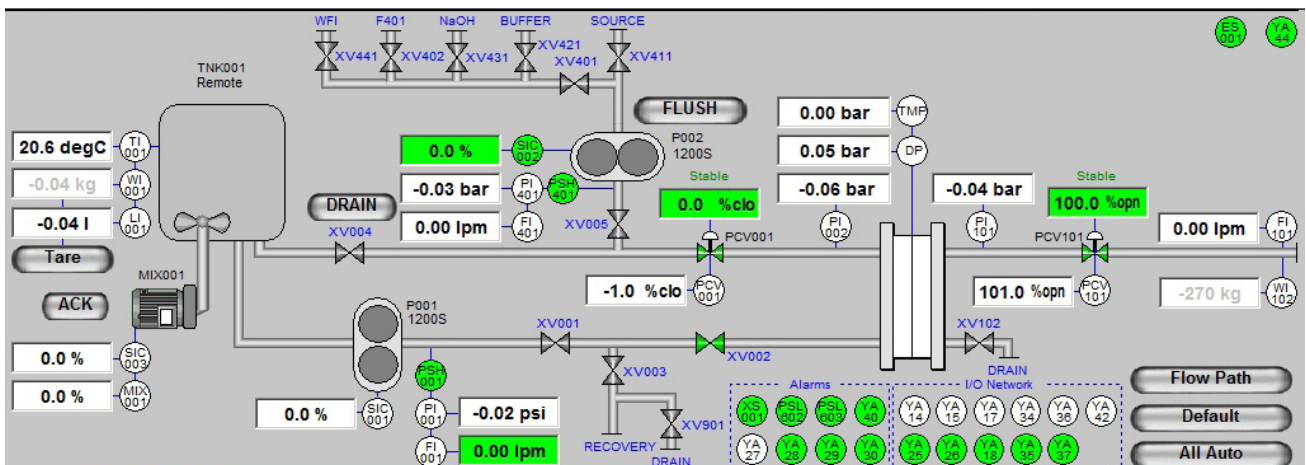 WFI F401 NaOH BUFFER SOURCE
ES 001 YA 44
XV441 XV402 XV431 XV421 XV401 XV411
TNK001
Remote
FLUSH
0.00 bar TMP
P002
1200S
20.6 degC TI 001
0.0 % SIC 002
0.05 bar DP
-0.04 kg WI 001
-0.03 bar PI 401 PSH 401
Stable
0.0 %clo
-0.06 bar PI 002
-0.04 bar PI 101
Stable
100.0 %opn
-0.04 l LI 001
DRAIN
0.00 lpm FI 401
XV005
PCV001
PCV101
0.00 lpm FI 101
XV004
Tare
MIX001
-1.0 %clo PCV 001
101.0 %opn PCV 101
-270 kg WI 102
ACK
P001
1200S
XV001
XV002
XV102
DRAIN
0.0 % SIC 003
PSH 001
XV003
0.0 % MIX 001
0.0 % SIC 001
PI 001 -0.02 psi
FI 001 0.00 lpm
RECOVERY
XV901
DRAIN
Alarms
XS 001 PSL 602 PSL 603 YA 40
YA 27 YA 28 YA 29 YA 30
I/O Network
YA 14 YA 15 YA 17 YA 34 YA 36 YA 42
YA 25 YA 26 YA 18 YA 35 YA 37
Flow Path
Default
All Auto